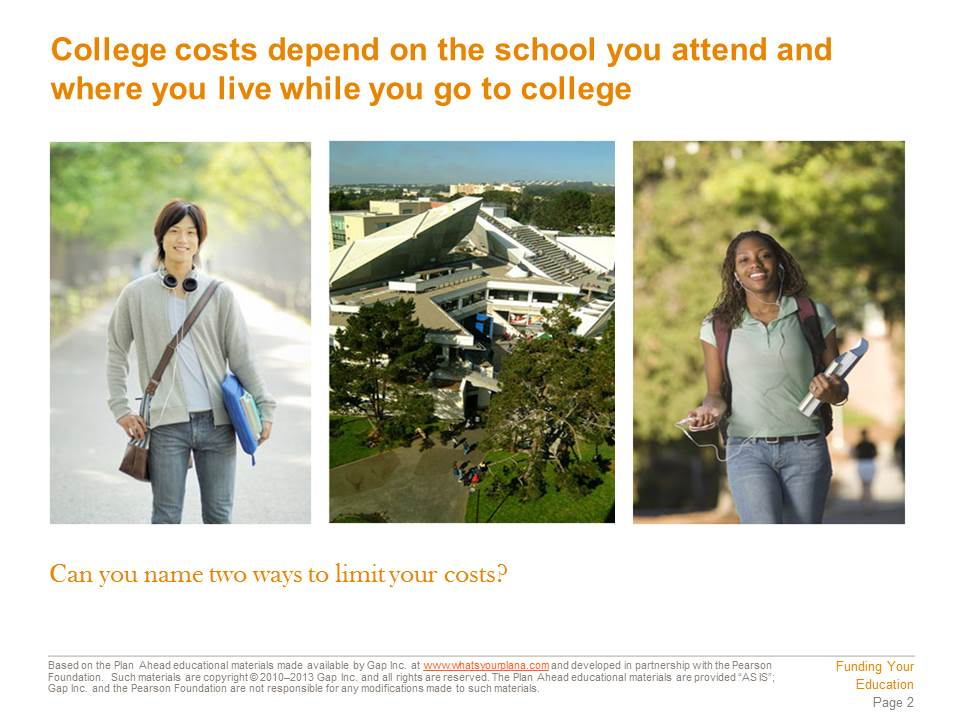 College costs depend on the school you attend and
where you live while you go to college
Can you name two ways to limit your costs?
Based on the Plan Ahead educational materials made available by Gap Inc. at www.whatsyourplana.com and developed in partnership with the Pearson
Foundation. Such materials are copyright © 2010–2013 Gap Inc. and all rights are reserved. The Plan Ahead educational materials are provided “AS IS”;
Gap Inc. and the Pearson Foundation are not responsible for any modifications made to such materials.
Funding Your
Education
Page 2